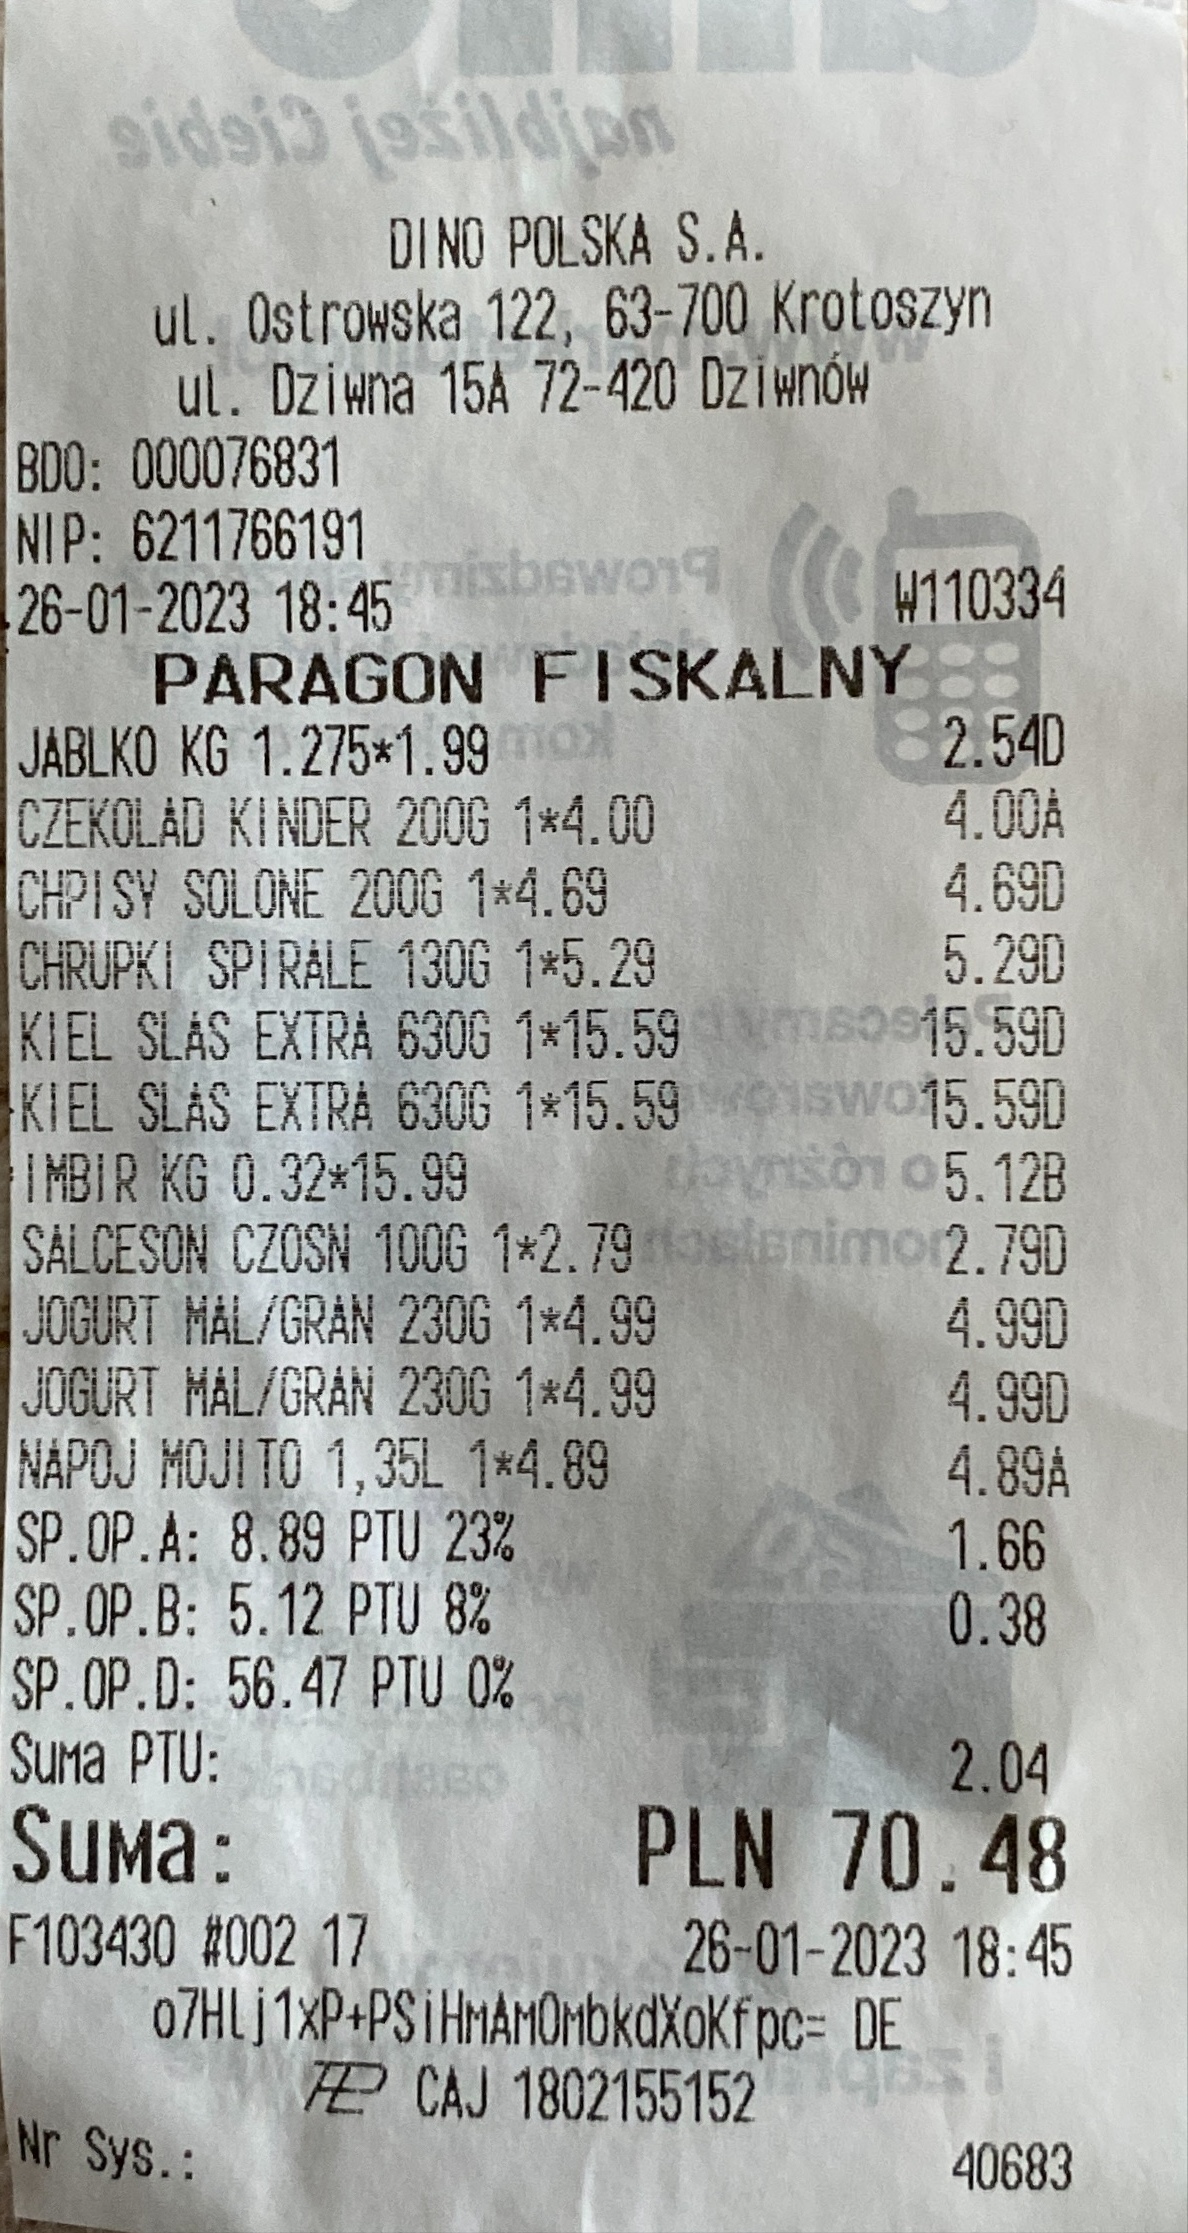 najbliżej Ciebie
DINO POLSKA S.A.
ul. Ostrowska 122, 63-700 Krotoszyn
ul. Dziwna 15A 72-420 Dziwnów
BDO: 000076831
NIP: 6211766191
26-01-2023 18:45 W110334
PARAGON FISKALNY
JABLKO KG 1.275*1.99 2.54D
CZEKOLAD KINDER 200G 1*4.00 4.00A
CHPISY SOLONE 200G 1*4.69 4.69D
CHRUPKI SPIRALE 130G 1*5.29 5.29D
KIEL SLAS EXTRA 630G 1*15.59 15.59D
KIEL SLAS EXTRA 630G 1*15.59 15.59D
IMBIR KG 0.32*15.99 5.12B
SALCESON CZOSN 100G 1*2.79 2.79D
JOGURT MAL/GRAN 230G 1*4.99 4.99D
JOGURT MAL/GRAN 230G 1*4.99 4.99D
NAPOJ MOJITO 1,35L 1*4.89 4.89A
SP.OP.A: 8.89 PTU 23% 1.66
SP.OP.B: 5.12 PTU 8% 0.38
SP.OP.D: 56.47 PTU 0%
Suma PTU: 2.04
Suma: PLN 70.48
F103430 #002 17 26-01-2023 18:45
o7Hlj1xP+PSiHmAmOmbkdXoKfpc= DE
CAJ 1802155152
Nr Sys.: 40683